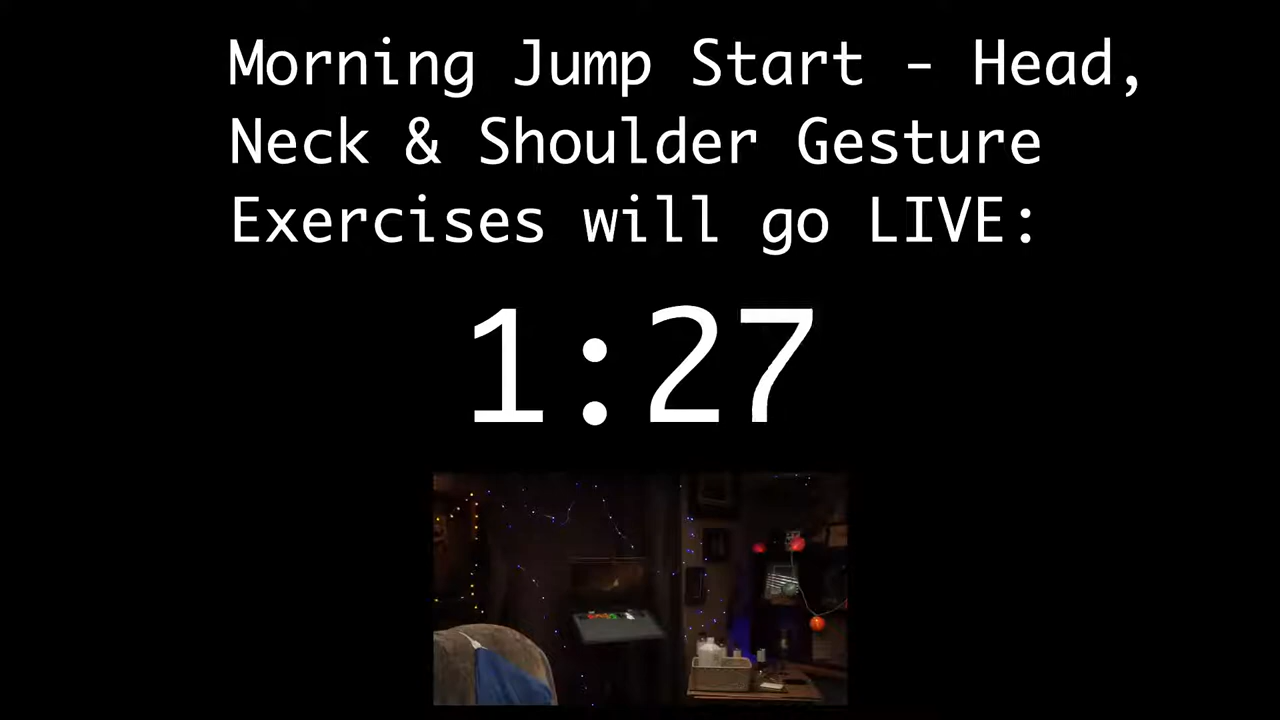 Morning Jump Start - Head,
Neck & Shoulder Gesture
Exercises will go LIVE:
1:27